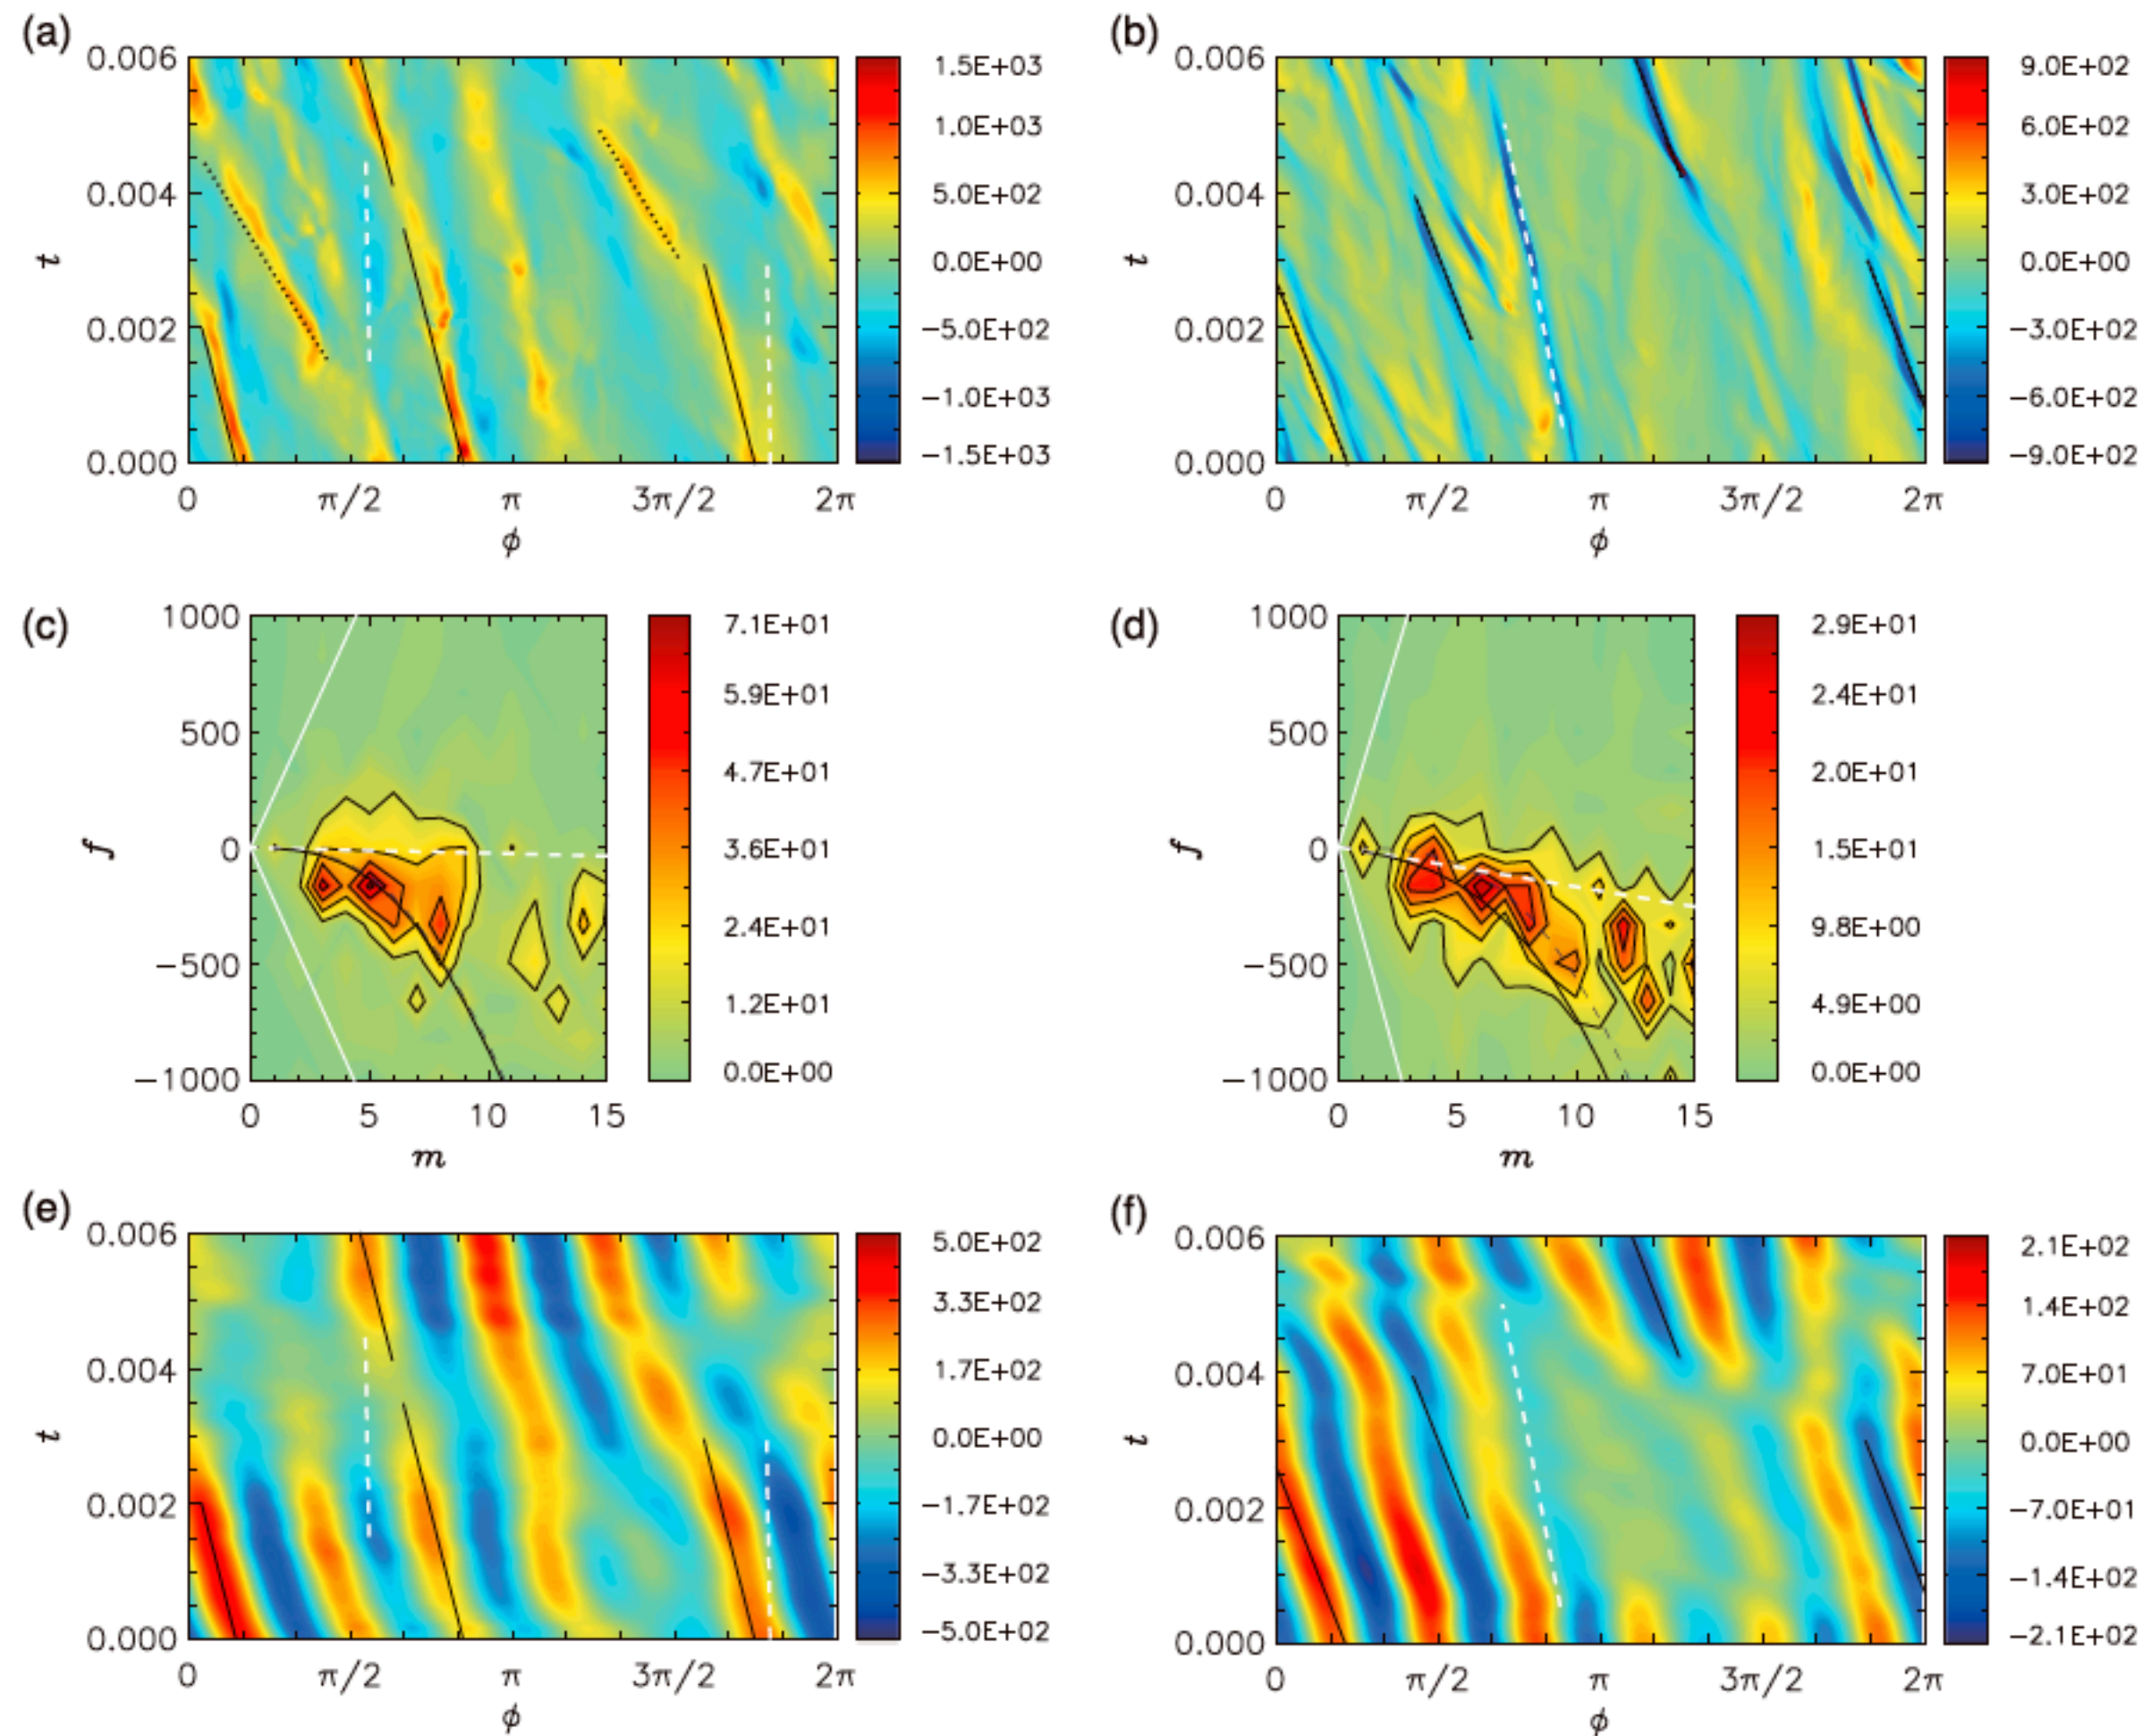 (a)
0.006
0.004
0.002
0.000
t
0
π/2
π
3π/2
2π
ϕ
1.5E+03
1.0E+03
5.0E+02
0.0E+00
−5.0E+02
−1.0E+03
−1.5E+03
(b)
0.006
0.004
0.002
0.000
t
0
π/2
π
3π/2
2π
ϕ
9.0E+02
6.0E+02
3.0E+02
0.0E+00
−3.0E+02
−6.0E+02
−9.0E+02
(c)
1000
500
0
−500
−1000
f
0
5
10
15
m
7.1E+01
5.9E+01
4.7E+01
3.6E+01
2.4E+01
1.2E+01
0.0E+00
(d)
1000
500
0
−500
−1000
f
0
5
10
15
m
2.9E+01
2.4E+01
2.0E+01
1.5E+01
9.8E+00
4.9E+00
0.0E+00
(e)
0.006
0.004
0.002
0.000
t
0
π/2
π
3π/2
2π
ϕ
5.0E+02
3.3E+02
1.7E+02
0.0E+00
−1.7E+02
−3.3E+02
−5.0E+02
(f)
0.006
0.004
0.002
0.000
t
0
π/2
π
3π/2
2π
ϕ
2.1E+02
1.4E+02
7.0E+01
0.0E+00
−7.0E+01
−1.4E+02
−2.1E+02